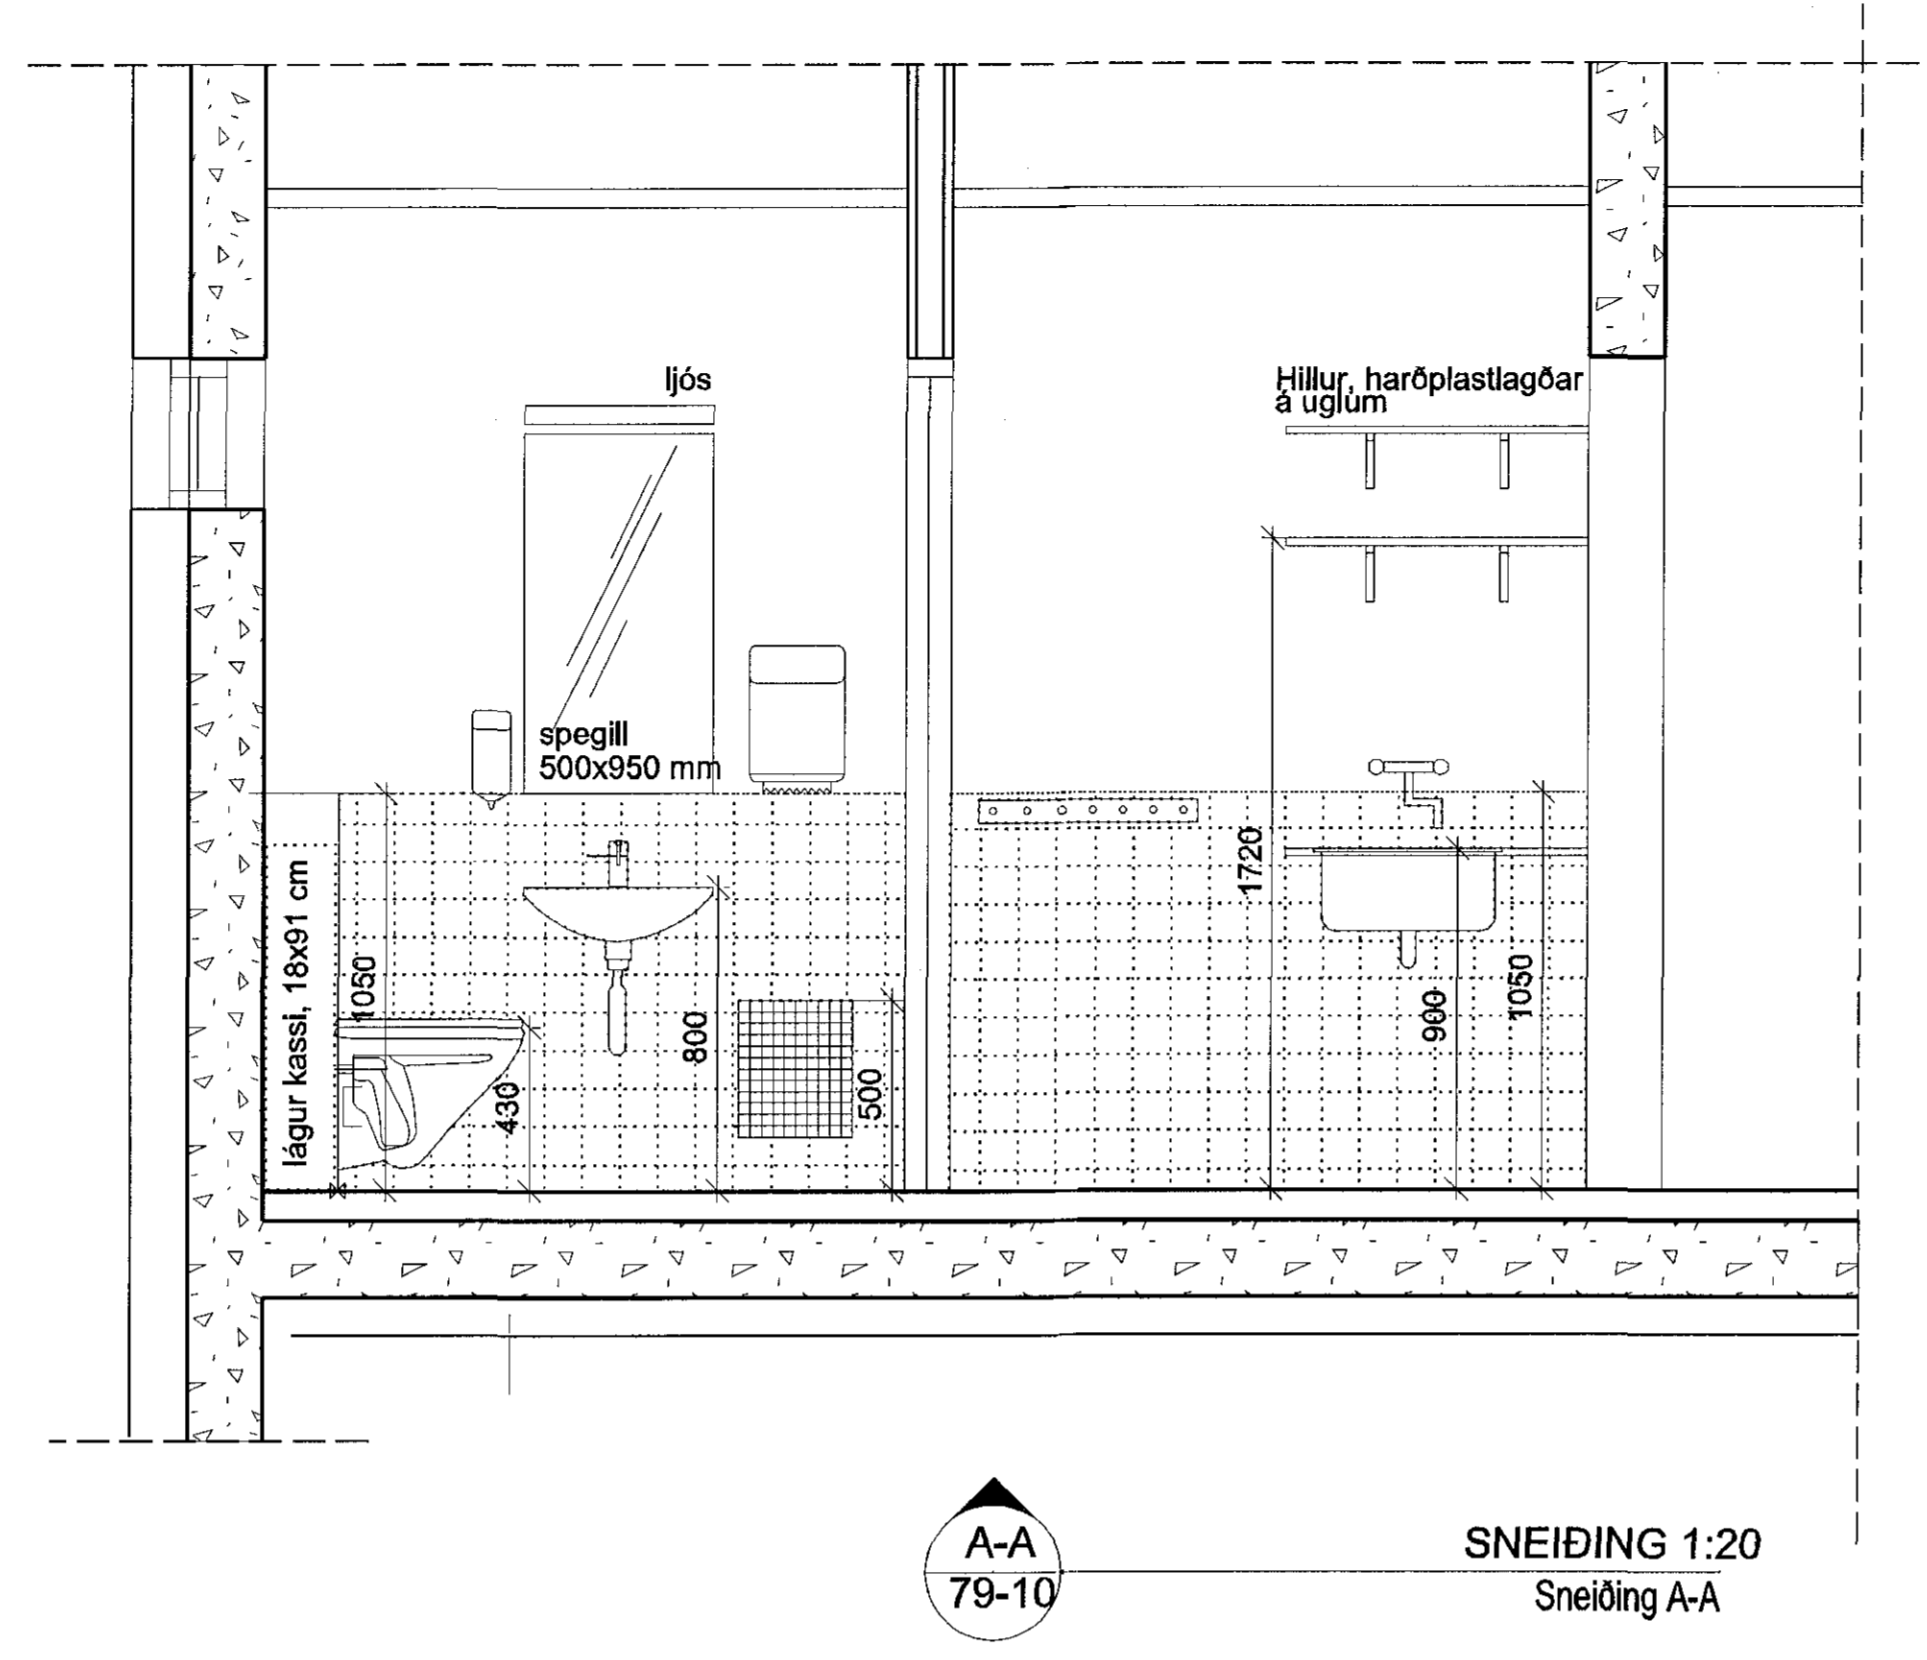 ljós
Hillur, harðplastlagðar
á uglum
spegill
500x950 mm
lágur kassi, 18x91 cm
1050
430
800
500
1720
900
1050
A-A
79-10
SNEIÐING 1:20
Sneiðing A-A